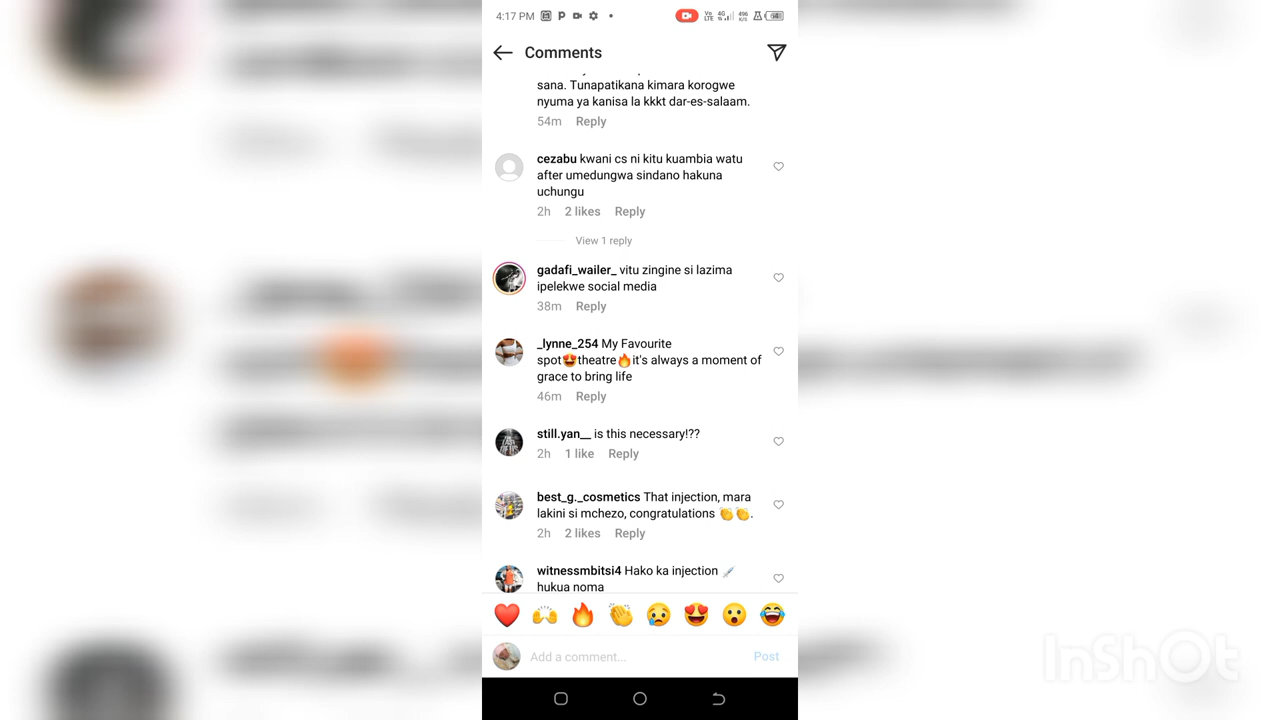 4:17 PM
Vo LTE 4G 496 K/S
Comments
sana. Tunapatikana kimara korogwe
nyuma ya kanisa la kkkt dar-es-salaam.
54m Reply
cezabu kwani cs ni kitu kuambia watu
after umedungwa sindano hakuna
uchungu
2h 2 likes Reply
View 1 reply
gadafi_wailer_ vitu zingine si lazima
ipelekwe social media
38m Reply
_lynne_254 My Favourite
spot😍theatre🔥it's always a moment of
grace to bring life
46m Reply
still.yan__ is this necessary!??
2h 1 like Reply
best_g._cosmetics That injection, mara
lakini si mchezo, congratulations 👏👏.
2h 2 likes Reply
witnessmbitsi4 Hako ka injection 💉
hukua noma
Add a comment... Post
InShOt